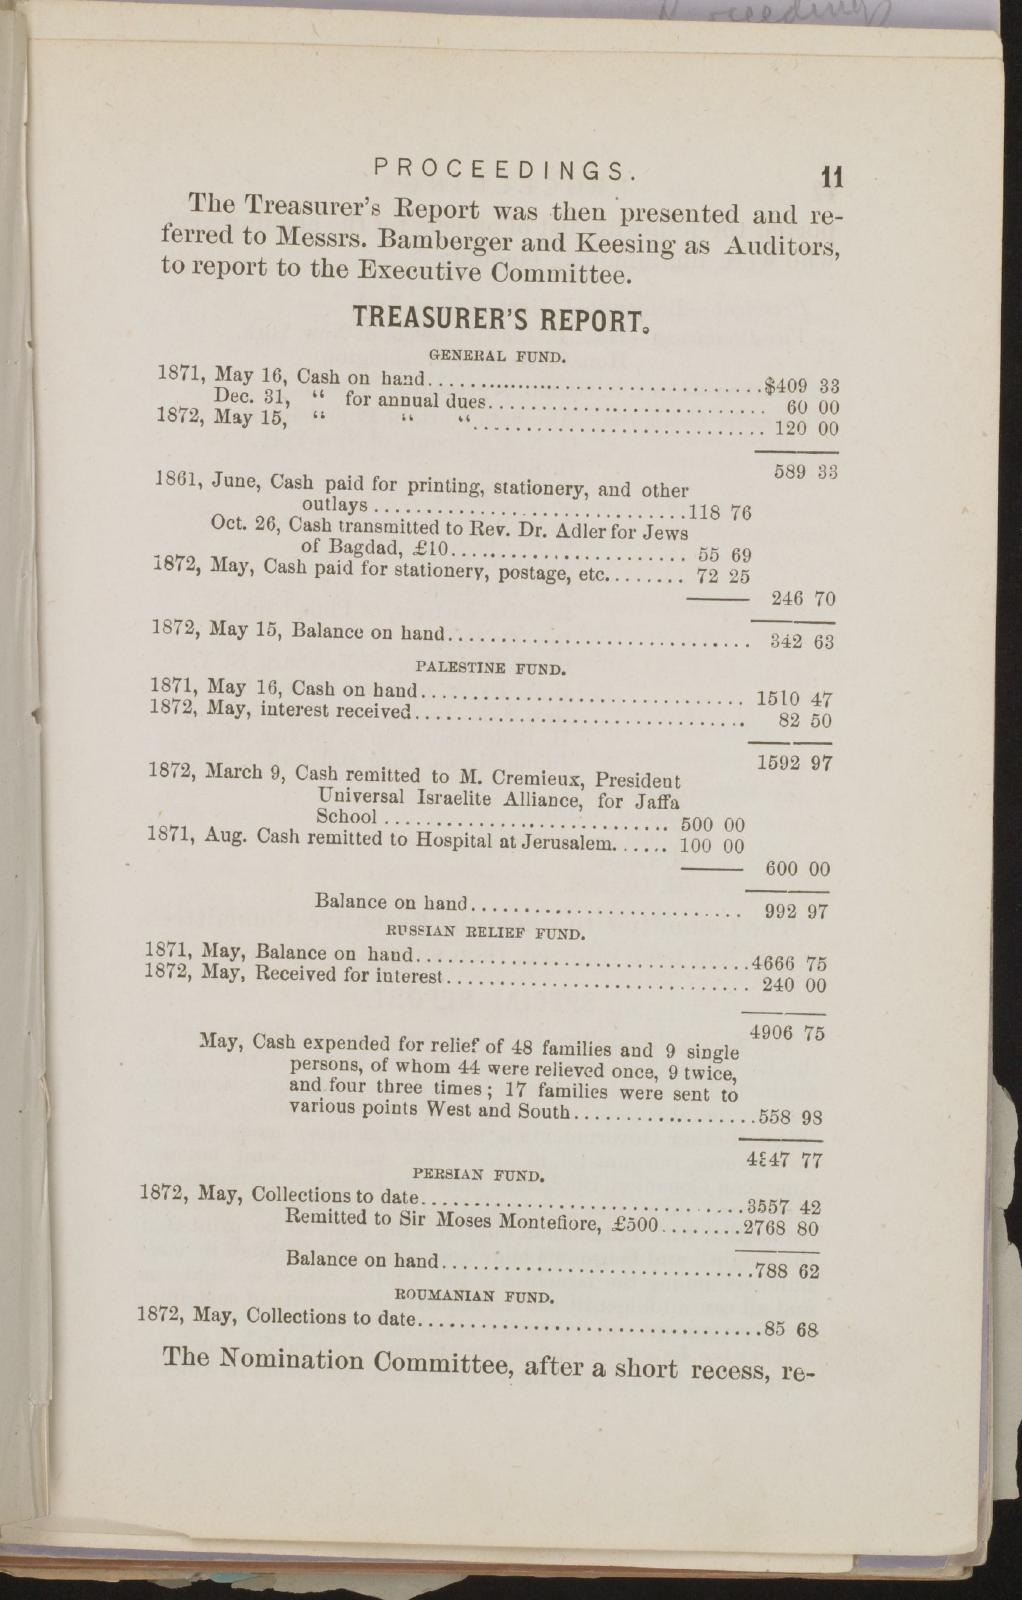 Proceedings
PROCEEDINGS. 11
The Treasurer's Report was then presented and re-
ferred to Messrs. Bamberger and Keesing as Auditors,
to report to the Executive Committee.
TREASURER'S REPORT.
GENERAL FUND.
1871, May 16, Cash on hand........................$409 33
Dec. 31, " for annual dues........................ 60 00
1872, May 15, " " "........................ 120 00
589 33
1861, June, Cash paid for printing, stationery, and other
outlays........................118 76
Oct. 26, Cash transmitted to Rev. Dr. Adler for Jews
of Bagdad, £10........................ 55 69
1872, May, Cash paid for stationery, postage, etc........ 72 25
246 70
1872, May 15, Balance on hand........................ 342 63
PALESTINE FUND.
1871, May 16, Cash on hand........................ 1510 47
1872, May, interest received........................ 82 50
1592 97
1872, March 9, Cash remitted to M. Cremieux, President
Universal Israelite Alliance, for Jaffa
School........................ 500 00
1871, Aug. Cash remitted to Hospital at Jerusalem...... 100 00
600 00
Balance on hand........................ 992 97
RUSSIAN RELIEF FUND.
1871, May, Balance on hand........................4666 75
1872, May, Received for interest........................ 240 00
4906 75
May, Cash expended for relief of 48 families and 9 single
persons, of whom 44 were relieved once, 9 twice,
and four three times; 17 families were sent to
various points West and South..................558 98
4347 77
PERSIAN FUND.
1872, May, Collections to date........................3557 42
Remitted to Sir Moses Montefiore, £500........2768 80
Balance on hand........................788 62
ROUMANIAN FUND.
1872, May, Collections to date........................85 68
The Nomination Committee, after a short recess, re-